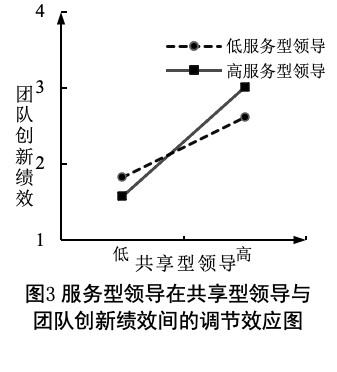 4
低服务型领导
高服务型领导
3
团队创新绩效
2
1
低
高
共享型领导
图3 服务型领导在共享型领导与
团队创新绩效间的调节效应图